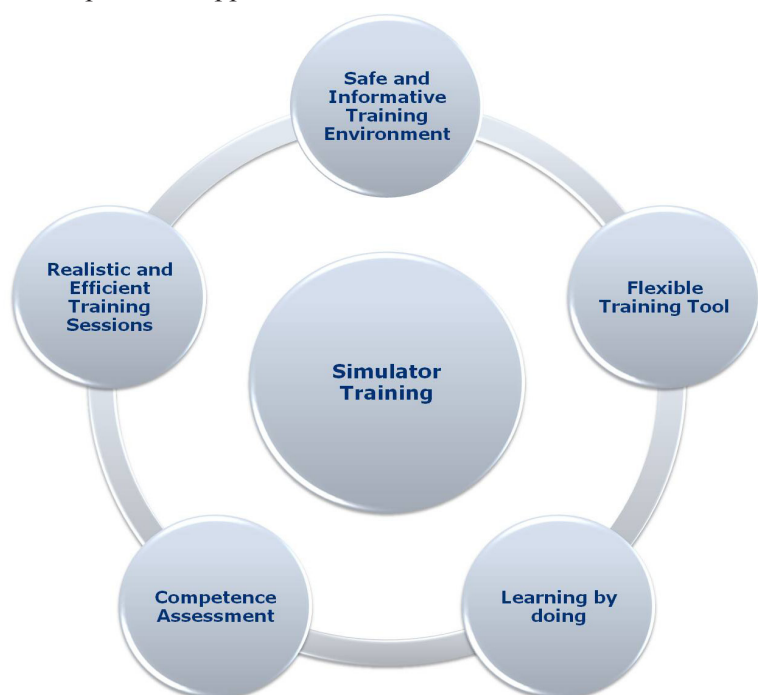 Safe and
Informative
Training
Environment
Flexible
Training Tool
Learning by
doing
Competence
Assessment
Realistic and
Efficient
Training
Sessions
Simulator
Training